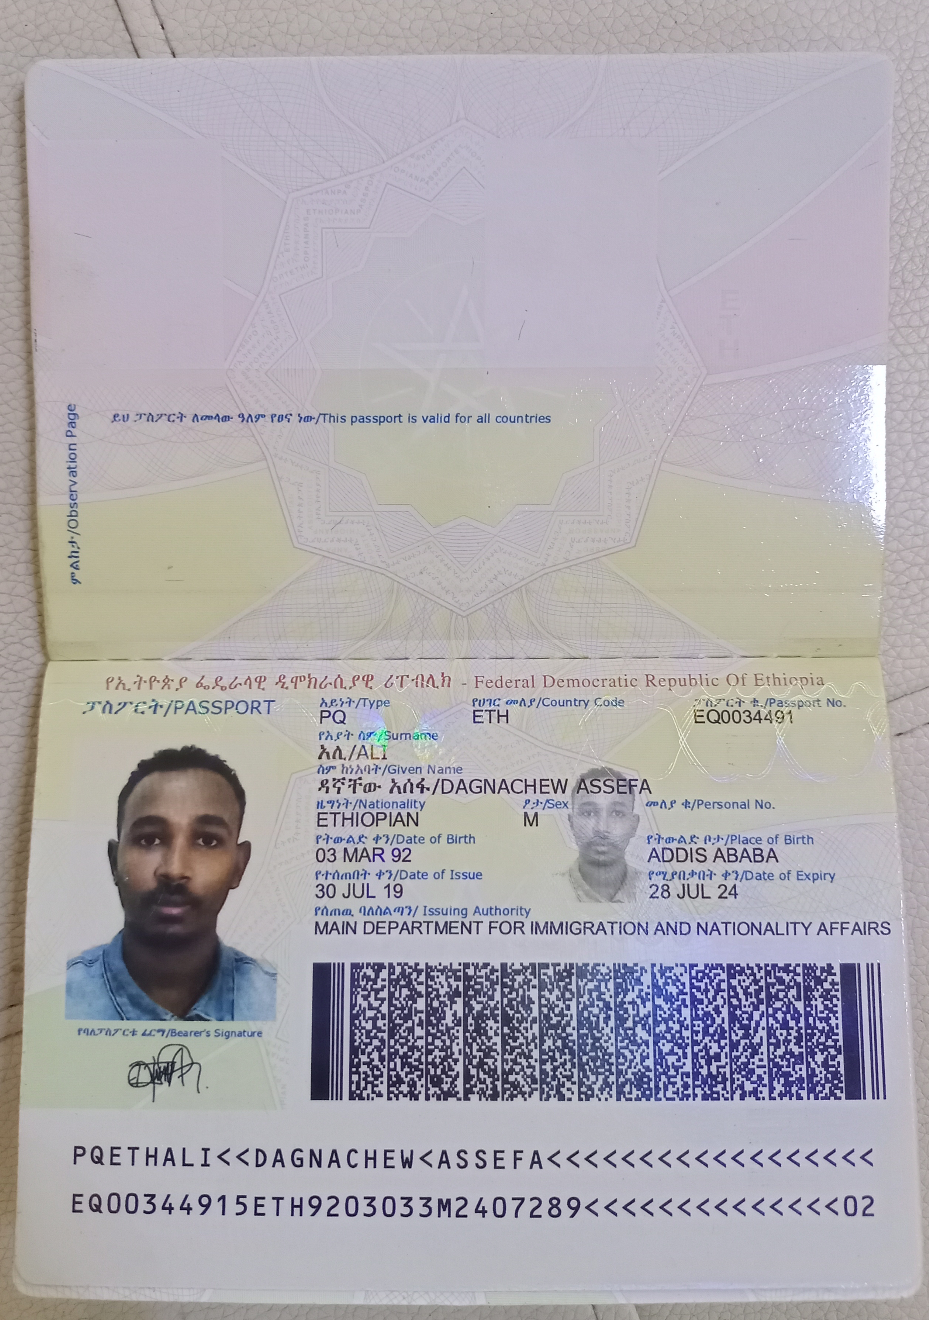 ይህ ፓስፖርት ለመላው ዓለም የፀና ነው/This passport is valid for all countries
ምልከታ/Observation Page
ETH
የኢትዮጵያ ፌዴራላዊ ዲሞክራሲያዊ ሪፐብሊክ - Federal Democratic Republic Of Ethiopia
ፓስፖርት/PASSPORT
አይነት/Type
የሀገር መለያ/Country Code
ፓስፖርት ቁ./Passport No.
PQ
ETH
EQ0034491
የአያት ስም/Surname
አሊ/ALI
ስም ከነአባት/Given Name
ዳኛቸው አሰፋ/DAGNACHEW ASSEFA
ዜግነት/Nationality
ፆታ/Sex
መለያ ቁ/Personal No.
ETHIOPIAN
M
የትውልድ ቀን/Date of Birth
የትውልድ ቦታ/Place of Birth
03 MAR 92
ADDIS ABABA
የተሰጠበት ቀን/Date of Issue
የሚያበቃበት ቀን/Date of Expiry
30 JUL 19
28 JUL 24
የሰጠዉ ባለስልጣን/ Issuing Authority
MAIN DEPARTMENT FOR IMMIGRATION AND NATIONALITY AFFAIRS
የባለፓስፖርቱ ፊርማ/Bearer's Signature
PQETHALI<<DAGNACHEW<ASSEFA<<<<<<<<<<<<<<<<<<
EQ00344915ETH9203033M2407289<<<<<<<<<<<<<<02